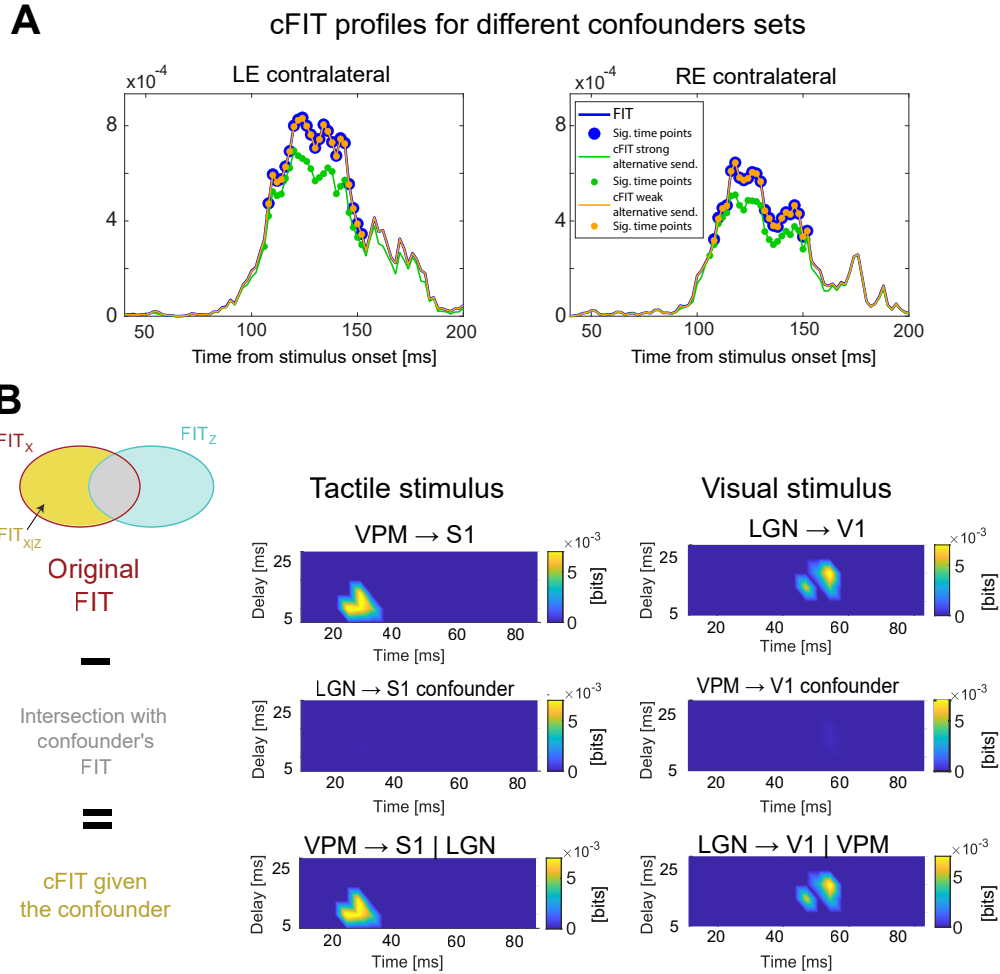 A
cFIT profiles for different confounders sets
LE contralateral
x10-4
8
4
0
50
100
150
200
Time from stimulus onset [ms]
RE contralateral
x10-4
8
4
0
50
100
150
200
Time from stimulus onset [ms]
FIT
Sig. time points
cFIT strong
alternative send.
Sig. time points
cFIT weak
alternative send.
Sig. time points
B
FITX
FITZ
FITX|Z
Original
FIT
Intersection with
confounder's
FIT
cFIT given
the confounder
Tactile stimulus
Visual stimulus
VPM → S1
Delay [ms]
25
5
20
40
60
80
Time [ms]
×10-3
5
0
[bits]
LGN → V1
Delay [ms]
25
5
20
40
60
80
Time [ms]
×10-3
5
0
[bits]
LGN → S1 confounder
Delay [ms]
25
5
20
40
60
80
Time [ms]
×10-3
5
0
[bits]
VPM → V1 confounder
Delay [ms]
25
5
20
40
60
80
Time [ms]
×10-3
5
0
[bits]
VPM → S1 | LGN
Delay [ms]
25
5
20
40
60
80
Time [ms]
×10-3
5
0
[bits]
LGN → V1 | VPM
Delay [ms]
25
5
20
40
60
80
Time [ms]
×10-3
5
0
[bits]